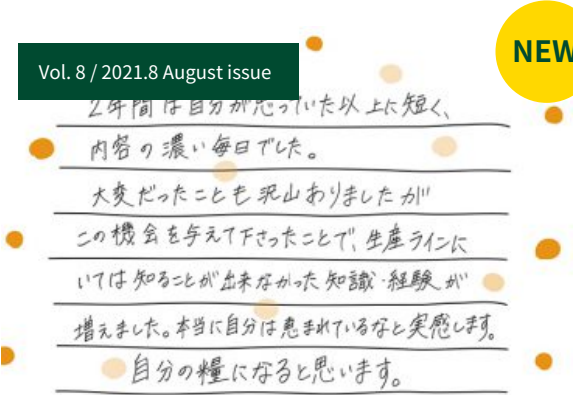 Vol. 8 / 2021.8 August issue
NEW
2年間は自分が思っていた以上に短く、
内容の濃い毎日でした。
大変だったことも沢山ありましたが
この機会を与えて下さったことで、生産ラインに
いては知ることが出来なかった知識・経験が
増えました。本当に自分は恵まれているなと実感します。
自分の糧になると思います。